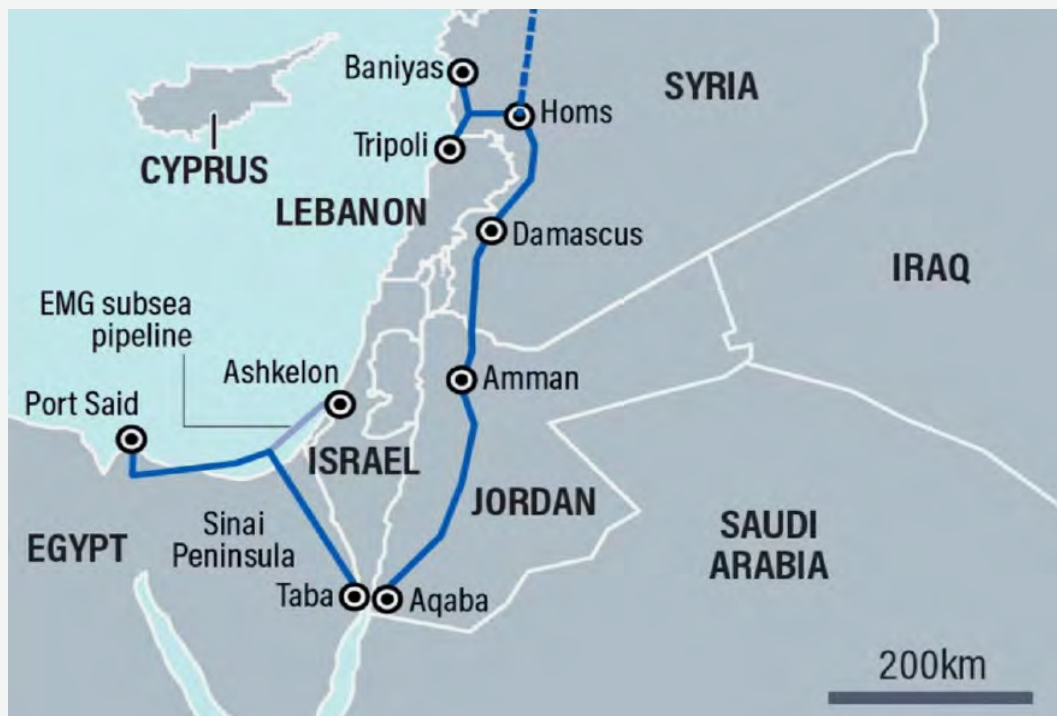 Baniyas
SYRIA
Homs
Tripoli
CYPRUS
LEBANON
Damascus
IRAQ
EMG subsea
pipeline
Ashkelon
Amman
Port Said
ISRAEL
JORDAN
Sinai
Peninsula
EGYPT
SAUDI
ARABIA
Taba
Aqaba
200km